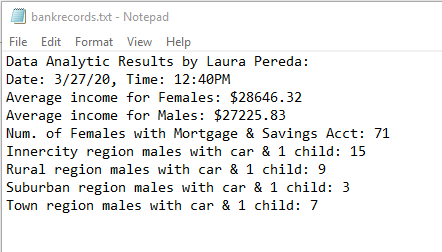 bankrecords.txt - Notepad
File Edit Format View Help
Data Analytic Results by Laura Pereda:
Date: 3/27/20, Time: 12:40PM
Average income for Females: $28646.32
Average income for Males: $27225.83
Num. of Females with Mortgage & Savings Acct: 71
Innercity region males with car & 1 child: 15
Rural region males with car & 1 child: 9
Suburban region males with car & 1 child: 3
Town region males with car & 1 child: 7